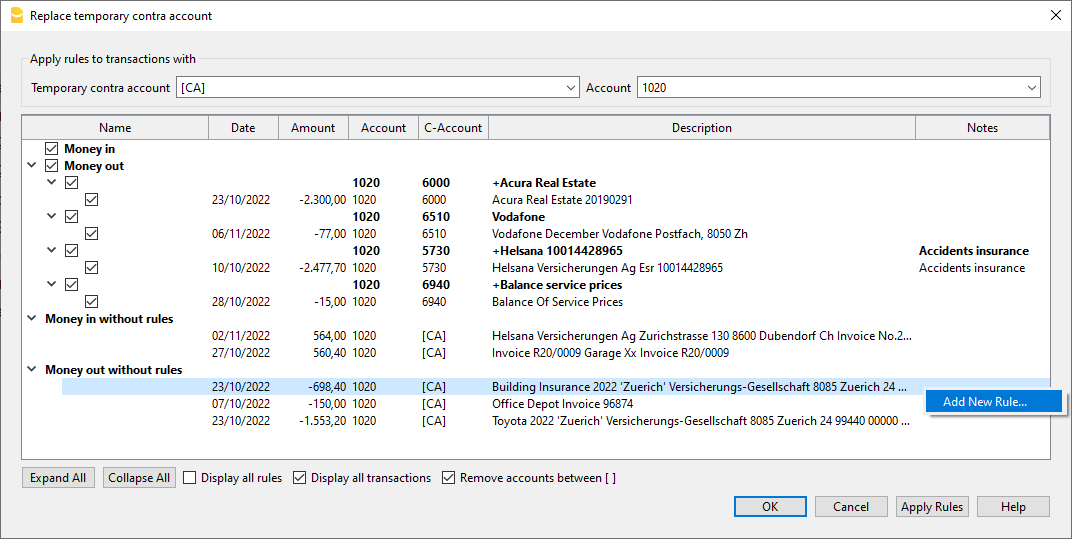 Replace temporary contra account
Apply rules to transactions with
Temporary contra account [CA] Account 1020
Name Date Amount Account C-Account Description Notes
Money in
Money out
1020 6000 +Acura Real Estate
23/10/2022 -2.300,00 1020 6000 Acura Real Estate 20190291
1020 6510 Vodafone
06/11/2022 -77,00 1020 6510 Vodafone December Vodafone Postfach, 8050 Zh
1020 5730 +Helsana 10014428965 Accidents insurance
10/10/2022 -2.477,70 1020 5730 Helsana Versicherungen Ag Esr 10014428965 Accidents insurance
1020 6940 +Balance service prices
28/10/2022 -15,00 1020 6940 Balance Of Service Prices
Money in without rules
02/11/2022 564,00 1020 [CA] Helsana Versicherungen Ag Zurichstrasse 130 8600 Dubendorf Ch Invoice No.2...
27/10/2022 560,40 1020 [CA] Invoice R20/0009 Garage Xx Invoice R20/0009
Money out without rules
23/10/2022 -698,40 1020 [CA] Building Insurance 2022 'Zuerich' Versicherungs-Gesellschaft 8085 Zuerich 24 ...
Add New Rule...
07/10/2022 -150,00 1020 [CA] Office Depot Invoice 96874
23/10/2022 -1.553,20 1020 [CA] Toyota 2022 'Zuerich' Versicherungs-Gesellschaft 8085 Zuerich 24 99440 00000 ...
Expand All Collapse All Display all rules Display all transactions Remove accounts between [ ]
OK Cancel Apply Rules Help